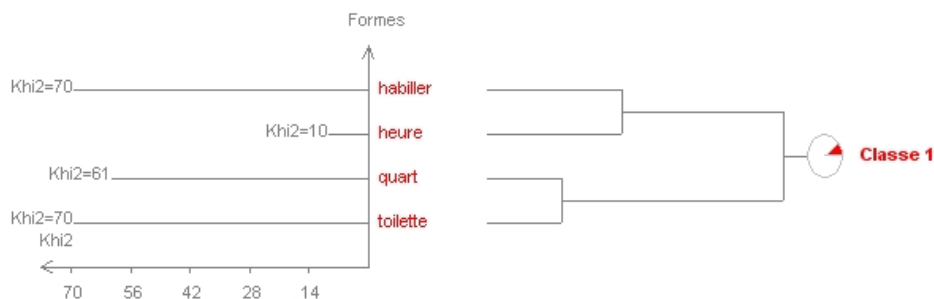 Formes
Khi2=70 habiller
Khi2=10 heure
Classe 1
Khi2=61 quart
Khi2=70 toilette
Khi2
70 56 42 28 14